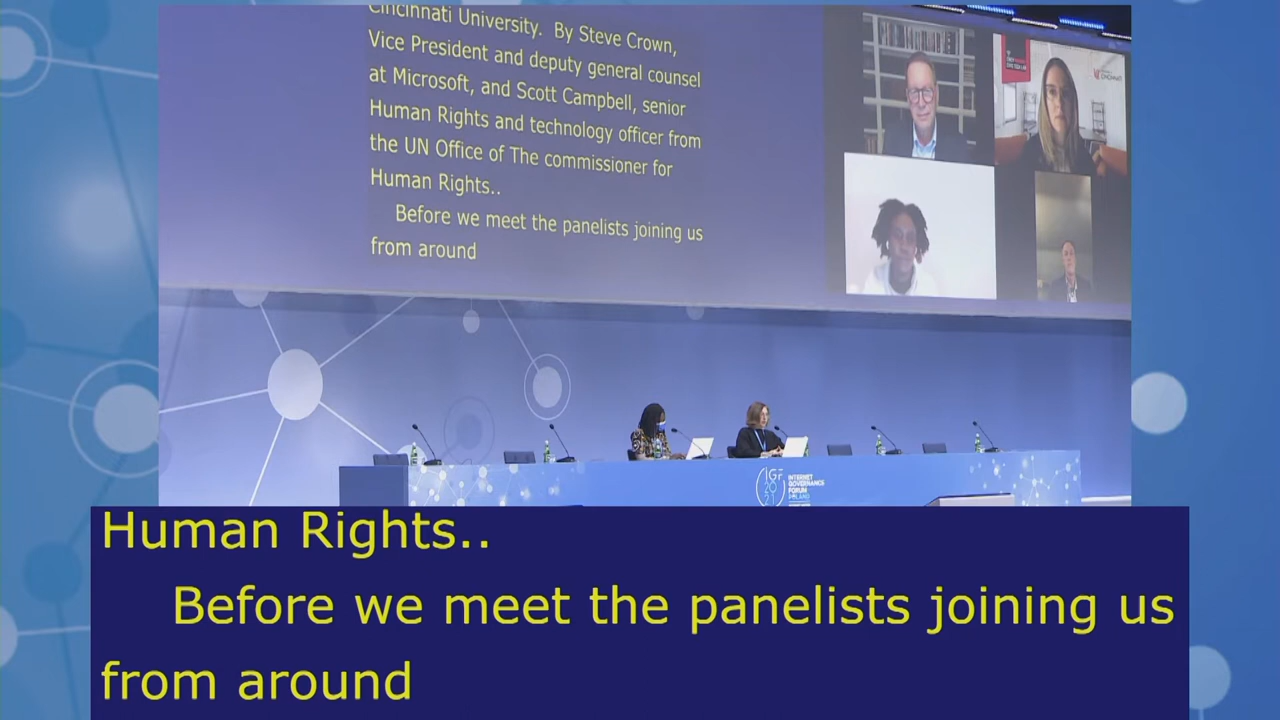 Cincinnati University. By Steve Crown,
Vice President and deputy general counsel
at Microsoft, and Scott Campbell, senior
Human Rights and technology officer from
the UN Office of The commissioner for
Human Rights..
Before we meet the panelists joining us
from around
CINCINNATI
IGF
2021
INTERNET
GOVERNANCE
FORUM
POLAND
Human Rights..
Before we meet the panelists joining us
from around